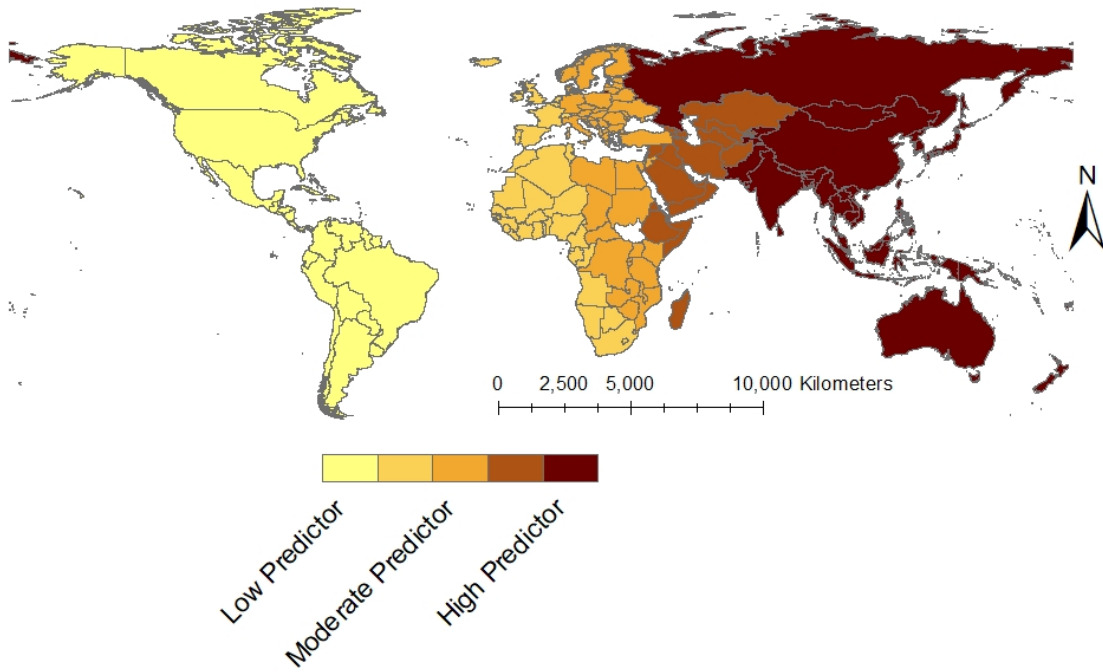 N
0 2,500 5,000 10,000 Kilometers
Low Predictor
Moderate Predictor
High Predictor